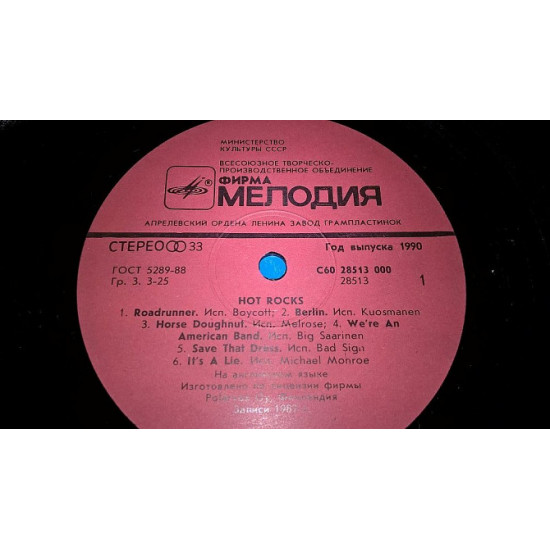 МИНИСТЕРСТВО
КУЛЬТУРЫ СССР
ВСЕСОЮЗНОЕ ТВОРЧЕСКО-
ПРОИЗВОДСТВЕННОЕ ОБЪЕДИНЕНИЕ
ФИРМА
МЕЛОДИЯ
АПРЕЛЕВСКИЙ ОРДЕНА ЛЕНИНА ЗАВОД ГРАМПЛАСТИНОК
СТЕРЕО 33 Год выпуска 1990
ГОСТ 5289-88 С60 28513 000
Гр. 3. 3-25 28513 1
HOT ROCKS
1. Roadrunner. Исп. Boycott; 2. Berlin. Исп. Kuosmanen
3. Horse Doughnut. Исп. Melrose; 4. We're An
American Band. Исп. Big Saarinen
5. Save That Dress. Исп. Bad Sign
6. It's A Lie. Исп. Michael Monroe
На английском языке
Изготовлено по лицензии фирмы
Oy, Финляндия
Записи